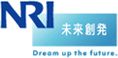 NRI
未来創発
Dream up the future.